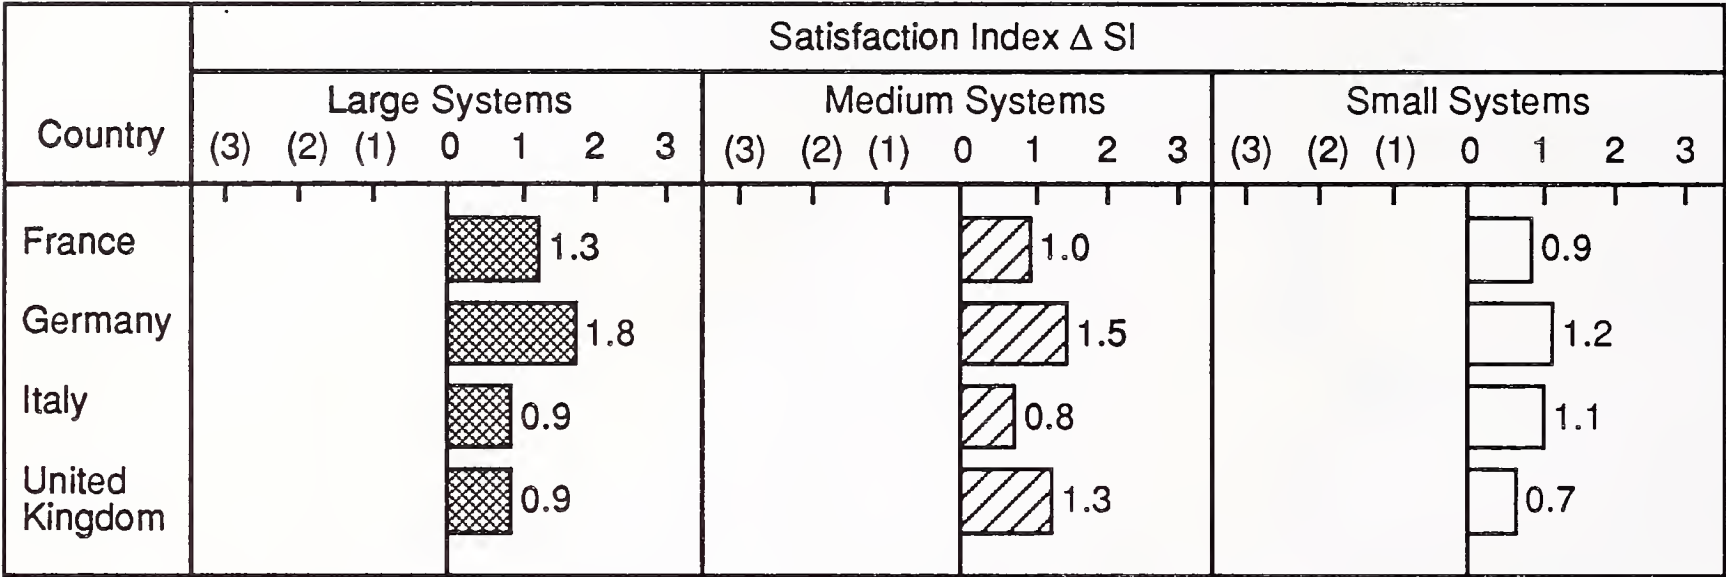 Satisfaction Index Δ SI
Country
Large Systems
Medium Systems
Small Systems
(3) (2) (1) 0 1 2 3
(3) (2) (1) 0 1 2 3
(3) (2) (1) 0 1 2 3
France 1.3 1.0 0.9
Germany 1.8 1.5 1.2
Italy 0.9 0.8 1.1
United
Kingdom 0.9 1.3 0.7